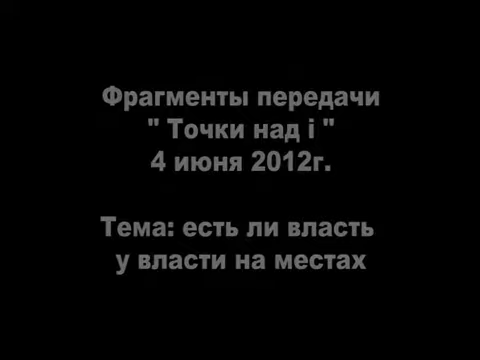 Фрагменты передачи
" Точки над i "
4 июня 2012г.
Тема: есть ли власть
у власти на местах